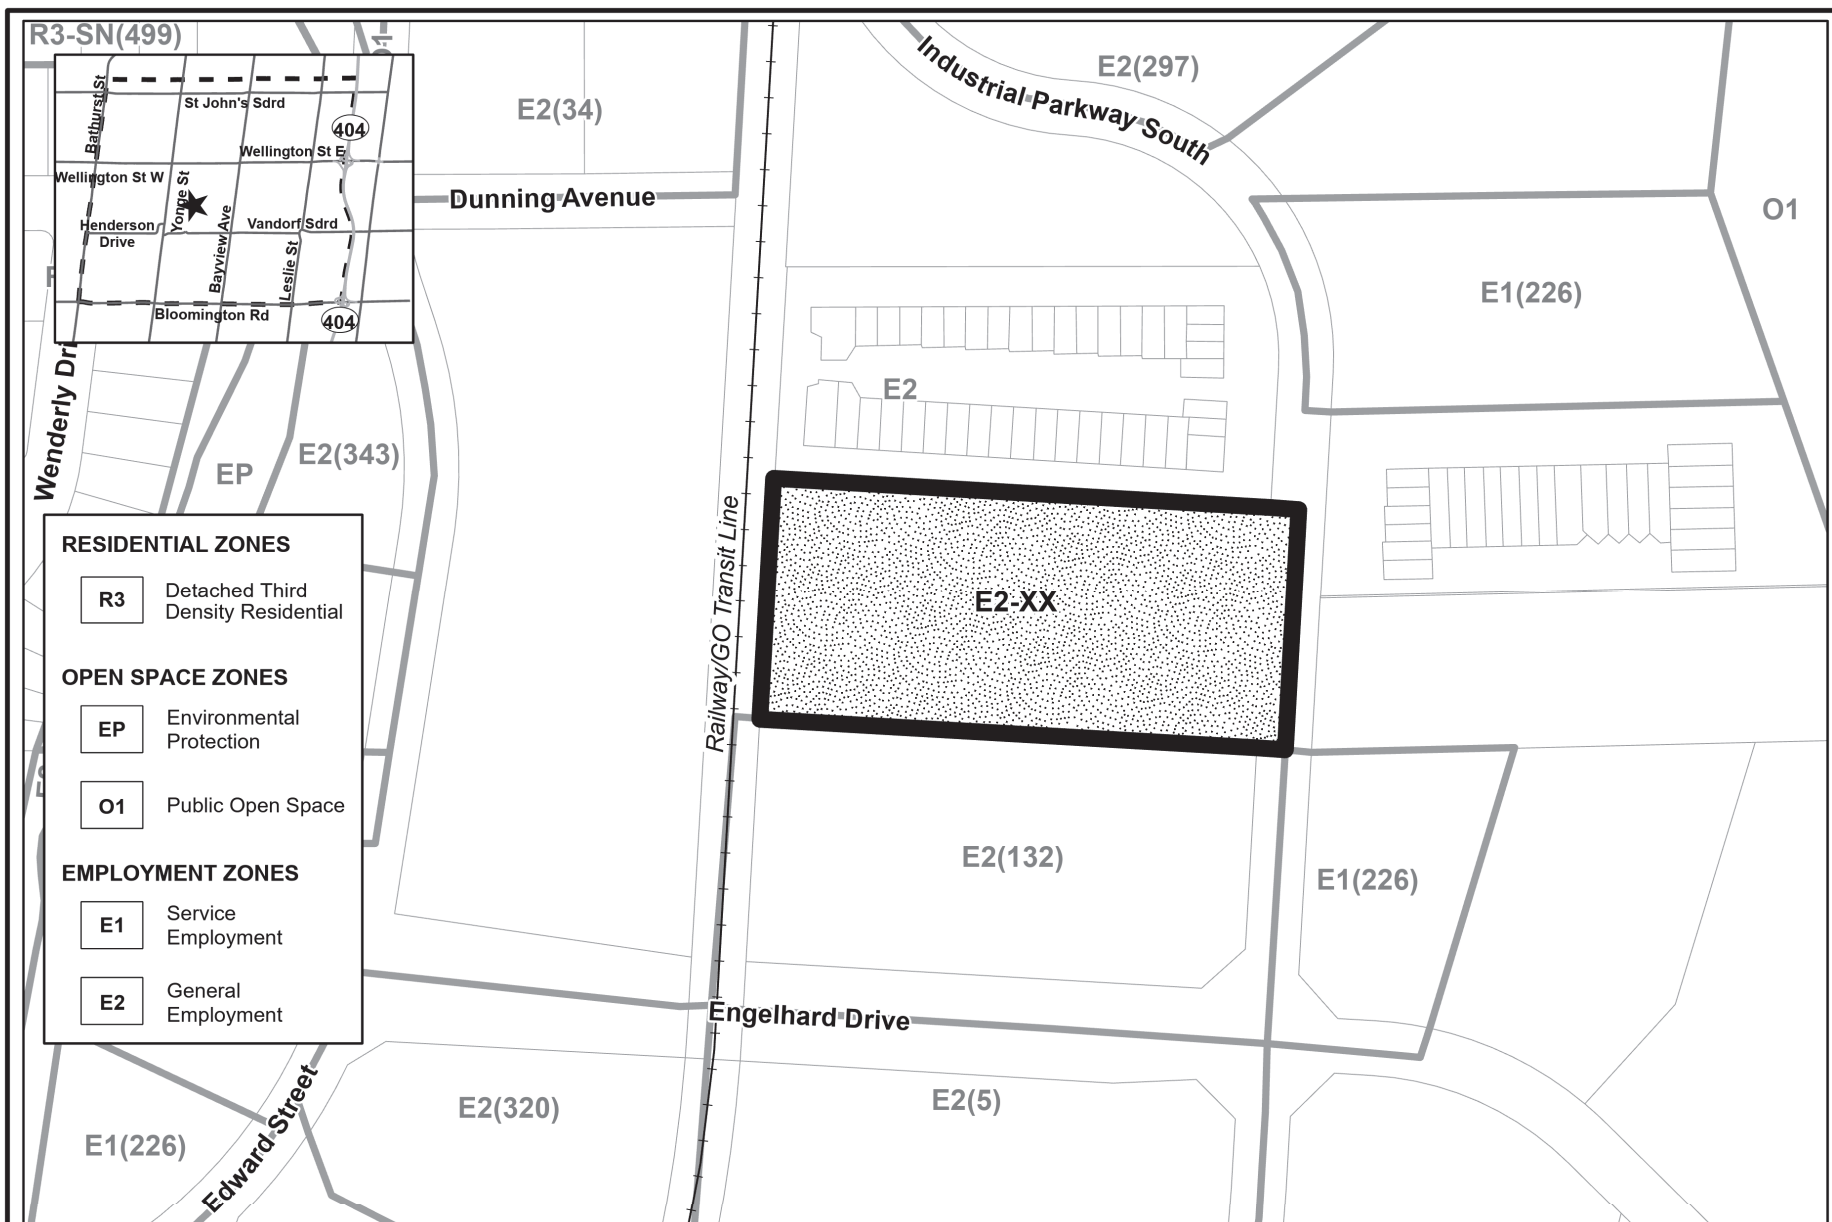 R3-SN(499)
St John's Sdrd
Bathurst St
404
Wellington St E
Wellington St W
Yonge St
Henderson
Drive
Bayview Ave
Vandorf Sdrd
Leslie St
Bloomington Rd
404
E2(34)
Industrial Parkway South
E2(297)
Dunning Avenue
O1
E1(226)
E2
Wenderly Dri
EP
E2(343)
Railway/GO Transit Line
E2-XX
RESIDENTIAL ZONES
R3
Detached Third
Density Residential
OPEN SPACE ZONES
EP
Environmental
Protection
O1
Public Open Space
EMPLOYMENT ZONES
E1
Service
Employment
E2
General
Employment
E2(132)
E1(226)
Engelhard Drive
Edward Street
E2(320)
E2(5)
E1(226)